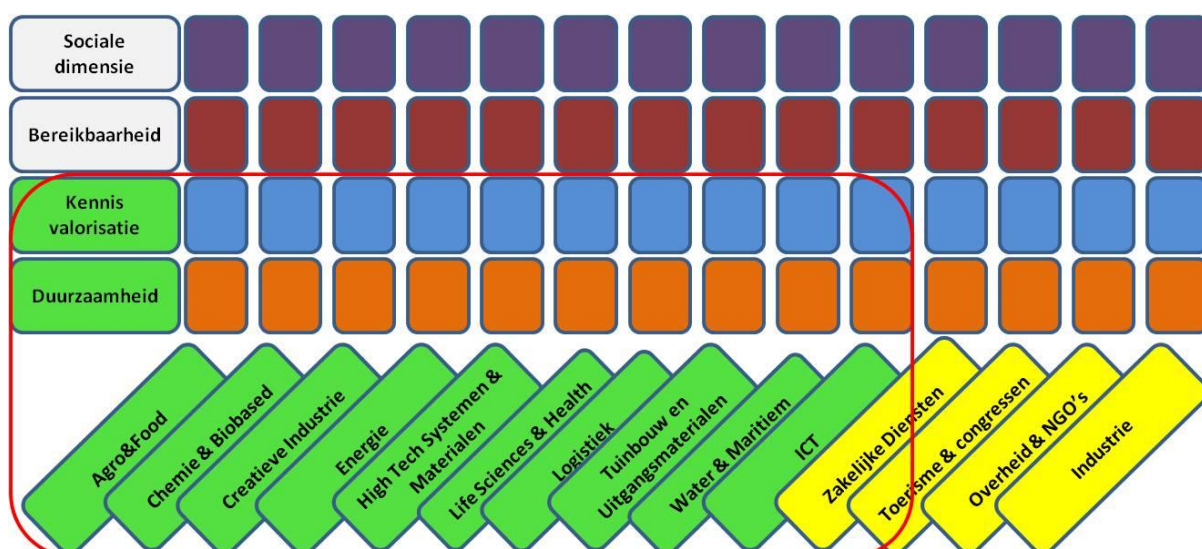 Sociale
dimensie
Bereikbaarheid
Kennis
valorisatie
Duurzaamheid
Agro&Food
Chemie & Biobased
Creatieve Industrie
Energie
High Tech Systemen &
Materialen
Life Sciences & Health
Logistiek
Tuinbouw en
Uitgangsmaterialen
Water & Maritiem
ICT
Zakelijke Diensten
Toerisme & congressen
Overheid & NGO's
Industrie